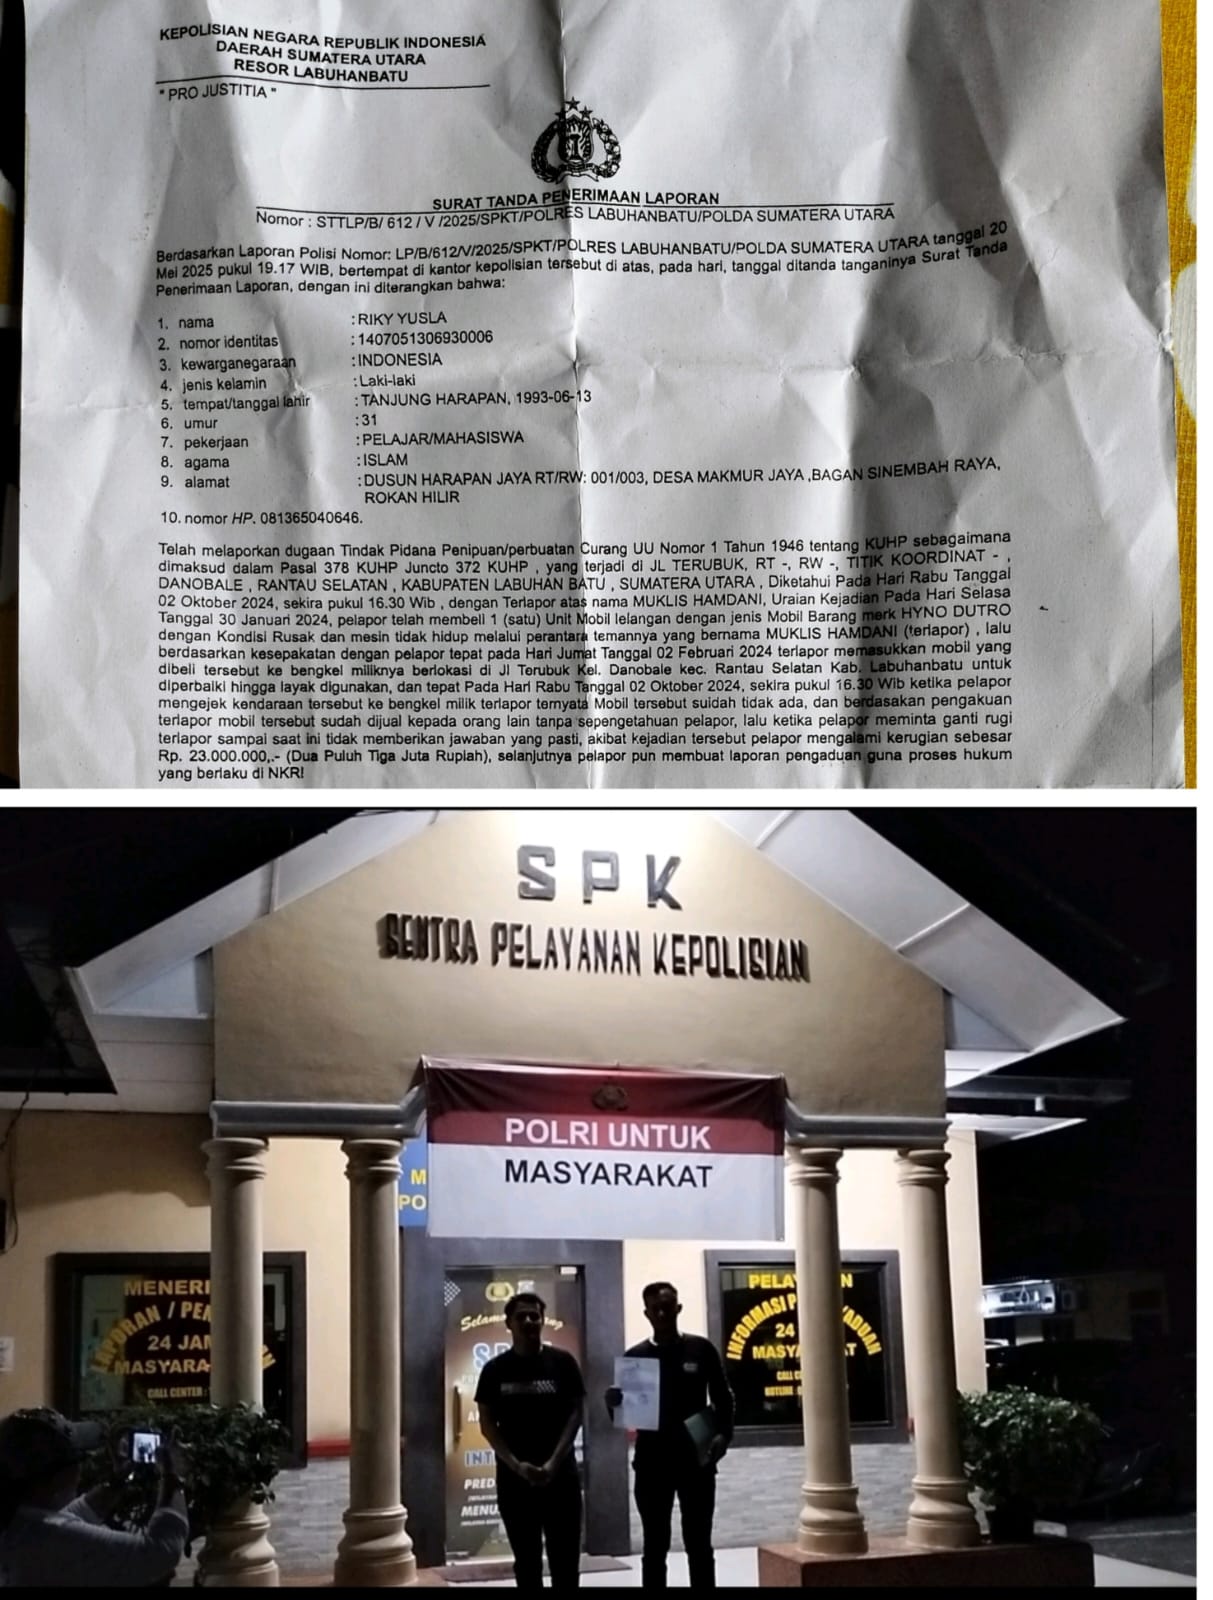 KEPOLISIAN NEGARA REPUBLIK INDONESIA
DAERAH SUMATERA UTARA
RESOR LABUHANBATU
" PRO JUSTITIA "
SURAT TANDA PENERIMAAN LAPORAN
Nomor : STTLP/B/ 612 / V /2025/SPKT/POLRES LABUHANBATU/POLDA SUMATERA UTARA
Berdasarkan Laporan Polisi Nomor: LP/B/612/V/2025/SPKT/POLRES LABUHANBATU/POLDA SUMATERA UTARA tanggal 20
Mei 2025 pukul 19.17 WIB, bertempat di kantor kepolisian tersebut di atas, pada hari, tanggal ditanda tanganinya Surat Tanda
Penerimaan Laporan, dengan ini diterangkan bahwa:
1. nama : RIKY YUSLA
2. nomor identitas : 1407051306930006
3. kewarganegaraan : INDONESIA
4. jenis kelamin : Laki-laki
5. tempat/tanggal lahir : TANJUNG HARAPAN, 1993-06-13
6. umur : 31
7. pekerjaan : PELAJAR/MAHASISWA
8. agama : ISLAM
9. alamat : DUSUN HARAPAN JAYA RT/RW: 001/003, DESA MAKMUR JAYA ,BAGAN SINEMBAH RAYA,
ROKAN HILIR
10. nomor HP. 081365040646.
Telah melaporkan dugaan Tindak Pidana Penipuan/perbuatan Curang UU Nomor 1 Tahun 1946 tentang KUHP sebagaimana
dimaksud dalam Pasal 378 KUHP Juncto 372 KUHP , yang terjadi di JL TERUBUK, RT -, RW -, TITIK KOORDINAT - ,
DANOBALE , RANTAU SELATAN , KABUPATEN LABUHAN BATU , SUMATERA UTARA , Diketahui Pada Hari Rabu Tanggal
02 Oktober 2024, sekira pukul 16.30 Wib , dengan Terlapor atas nama MUKLIS HAMDANI, Uraian Kejadian Pada Hari Selasa
Tanggal 30 Januari 2024, pelapor telah membeli 1 (satu) Unit Mobil lelangan dengan jenis Mobil Barang merk HYNO DUTRO
dengan Kondisi Rusak dan mesin tidak hidup melalui perantara temannya yang bernama MUKLIS HAMDANI (terlapor) , lalu
berdasarkan kesepakatan dengan pelapor tepat pada Hari Jumat Tanggal 02 Februari 2024 terlapor memasukkan mobil yang
dibeli tersebut ke bengkel miliknya berlokasi di Jl Terubuk Kel. Danobale kec. Rantau Selatan Kab. Labuhanbatu untuk
diperbaiki hingga layak digunakan, dan tepat Pada Hari Rabu Tanggal 02 Oktober 2024, sekira pukul 16.30 Wib ketika pelapor
mengejek kendaraan tersebut ke bengkel milik terlapor ternyata Mobil tersebut suidah tidak ada, dan berdasakan pengakuan
terlapor mobil tersebut sudah dijual kepada orang lain tanpa sepengetahuan pelapor, lalu ketika pelapor meminta ganti rugi
terlapor sampai saat ini tidak memberikan jawaban yang pasti, akibat kejadian tersebut pelapor mengalami kerugian sebesar
Rp. 23.000.000,.- (Dua Puluh Tiga Juta Rupiah), selanjutnya pelapor pun membuat laporan pengaduan guna proses hukum
yang berlaku di NKRI
SPK
SENTRA PELAYANAN KEPOLISIAN
POLRI UNTUK
MASYARAKAT
M
PO
MENERI
LAPORAN / PE
24 JAM
MASYARA
CALL CENTER :
Selam
INT
PRED
MENU
PELAY N
INFORMASI P ADUAN
24
MASY T